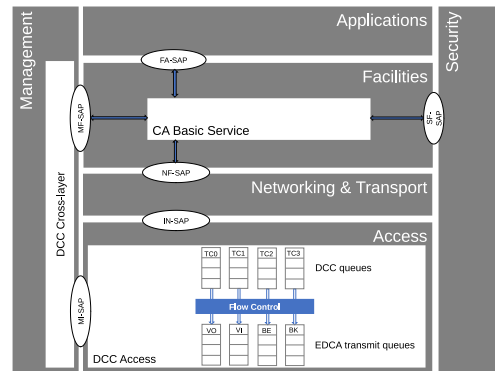 Management
Applications
Security
FA-SAP
Facilities
MF-SAP
CA Basic Service
SF-
SAP
NF-SAP
Networking & Transport
DCC Cross-layer
IN-SAP
Access
TC0 TC1 TC2 TC3
DCC queues
MI-SAP
Flow Control
VO VI BE BK
EDCA transmit queues
DCC Access